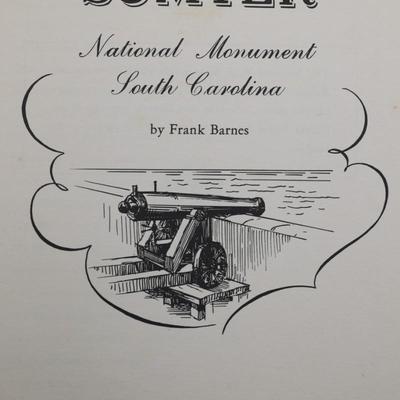 SUMTER
National Monument
South Carolina
by Frank Barnes